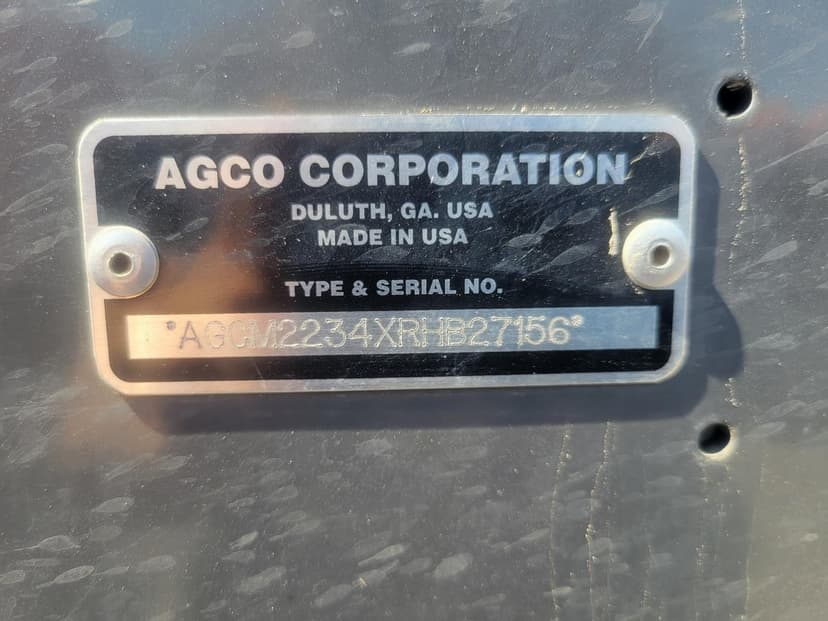 AGCO CORPORATION
DULUTH, GA. USA
MADE IN USA
TYPE & SERIAL NO.
*AGCM2234XRHB27156*